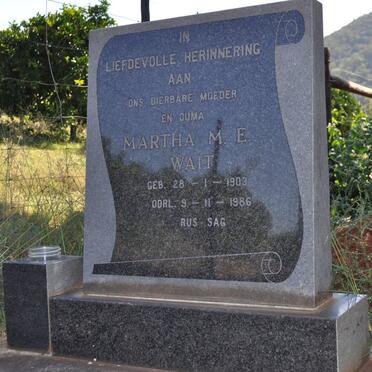 IN
LIEFDEVOLLE HERINNERING
AAN
ONS DIERBARE MOEDER
EN OUMA
MARTHA M. E.
WAIT
GEB. 28 - 1 - 1903
OORL. 9 - 11 - 1986
RUS SAG